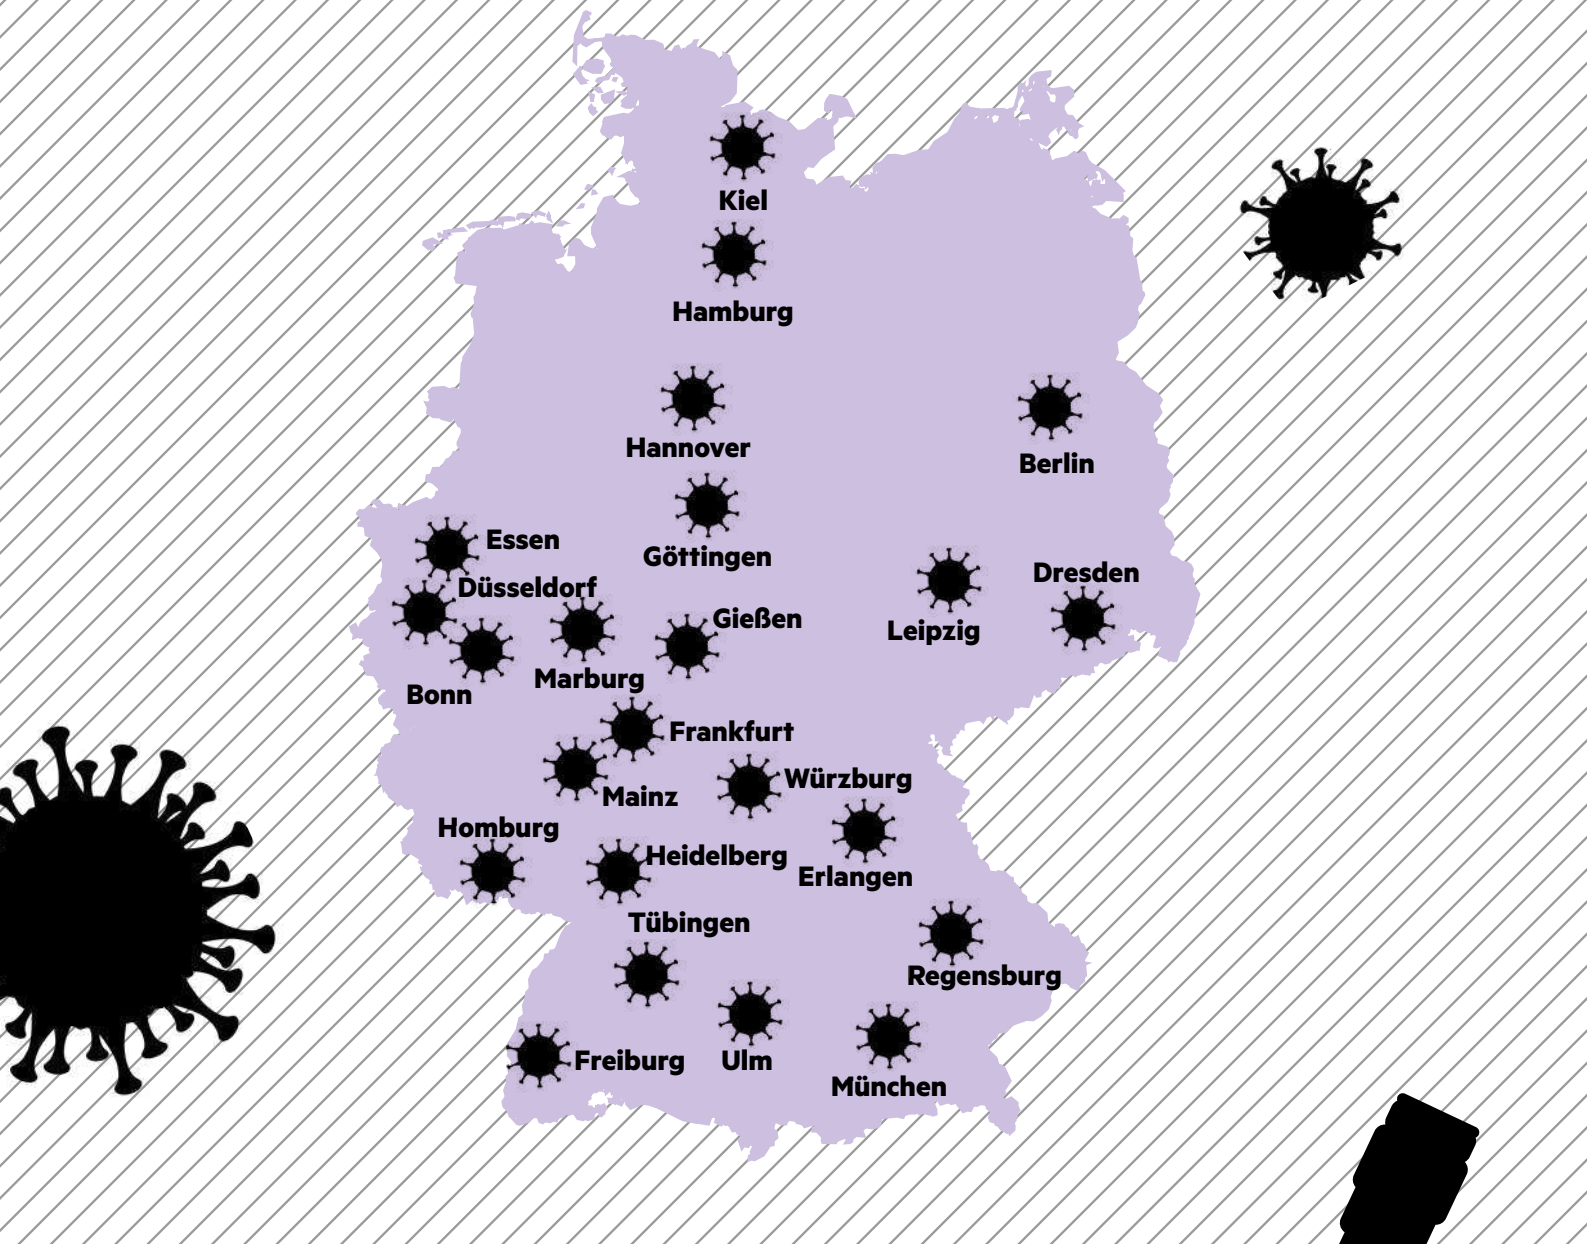 Kiel
Hamburg
Hannover
Berlin
Göttingen
Essen
Düsseldorf
Dresden
Gießen
Leipzig
Marburg
Bonn
Frankfurt
Würzburg
Mainz
Homburg
Heidelberg
Erlangen
Tübingen
Regensburg
Freiburg
Ulm
München